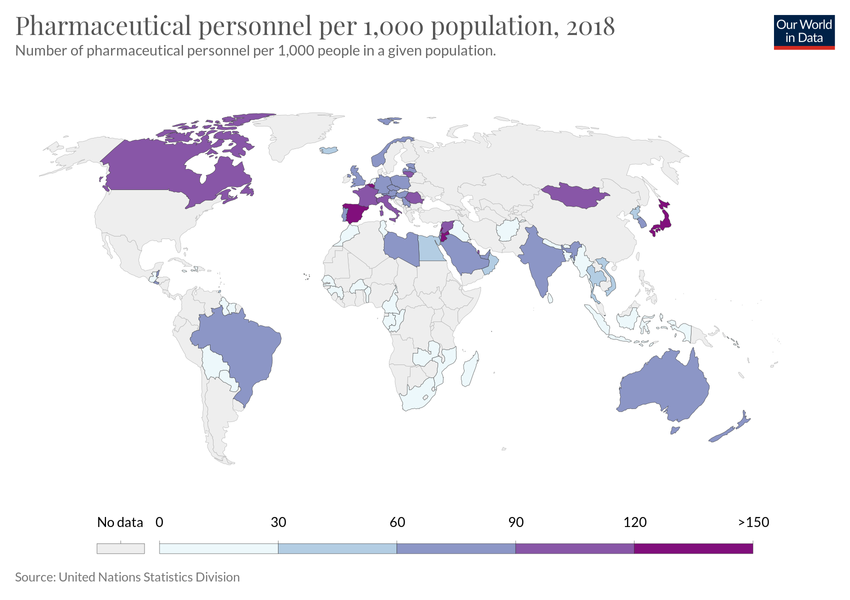 Pharmaceutical personnel per 1,000 population, 2018
Our World
in Data
Number of pharmaceutical personnel per 1,000 people in a given population.
No data 0 30 60 90 120 >150
Source: United Nations Statistics Division